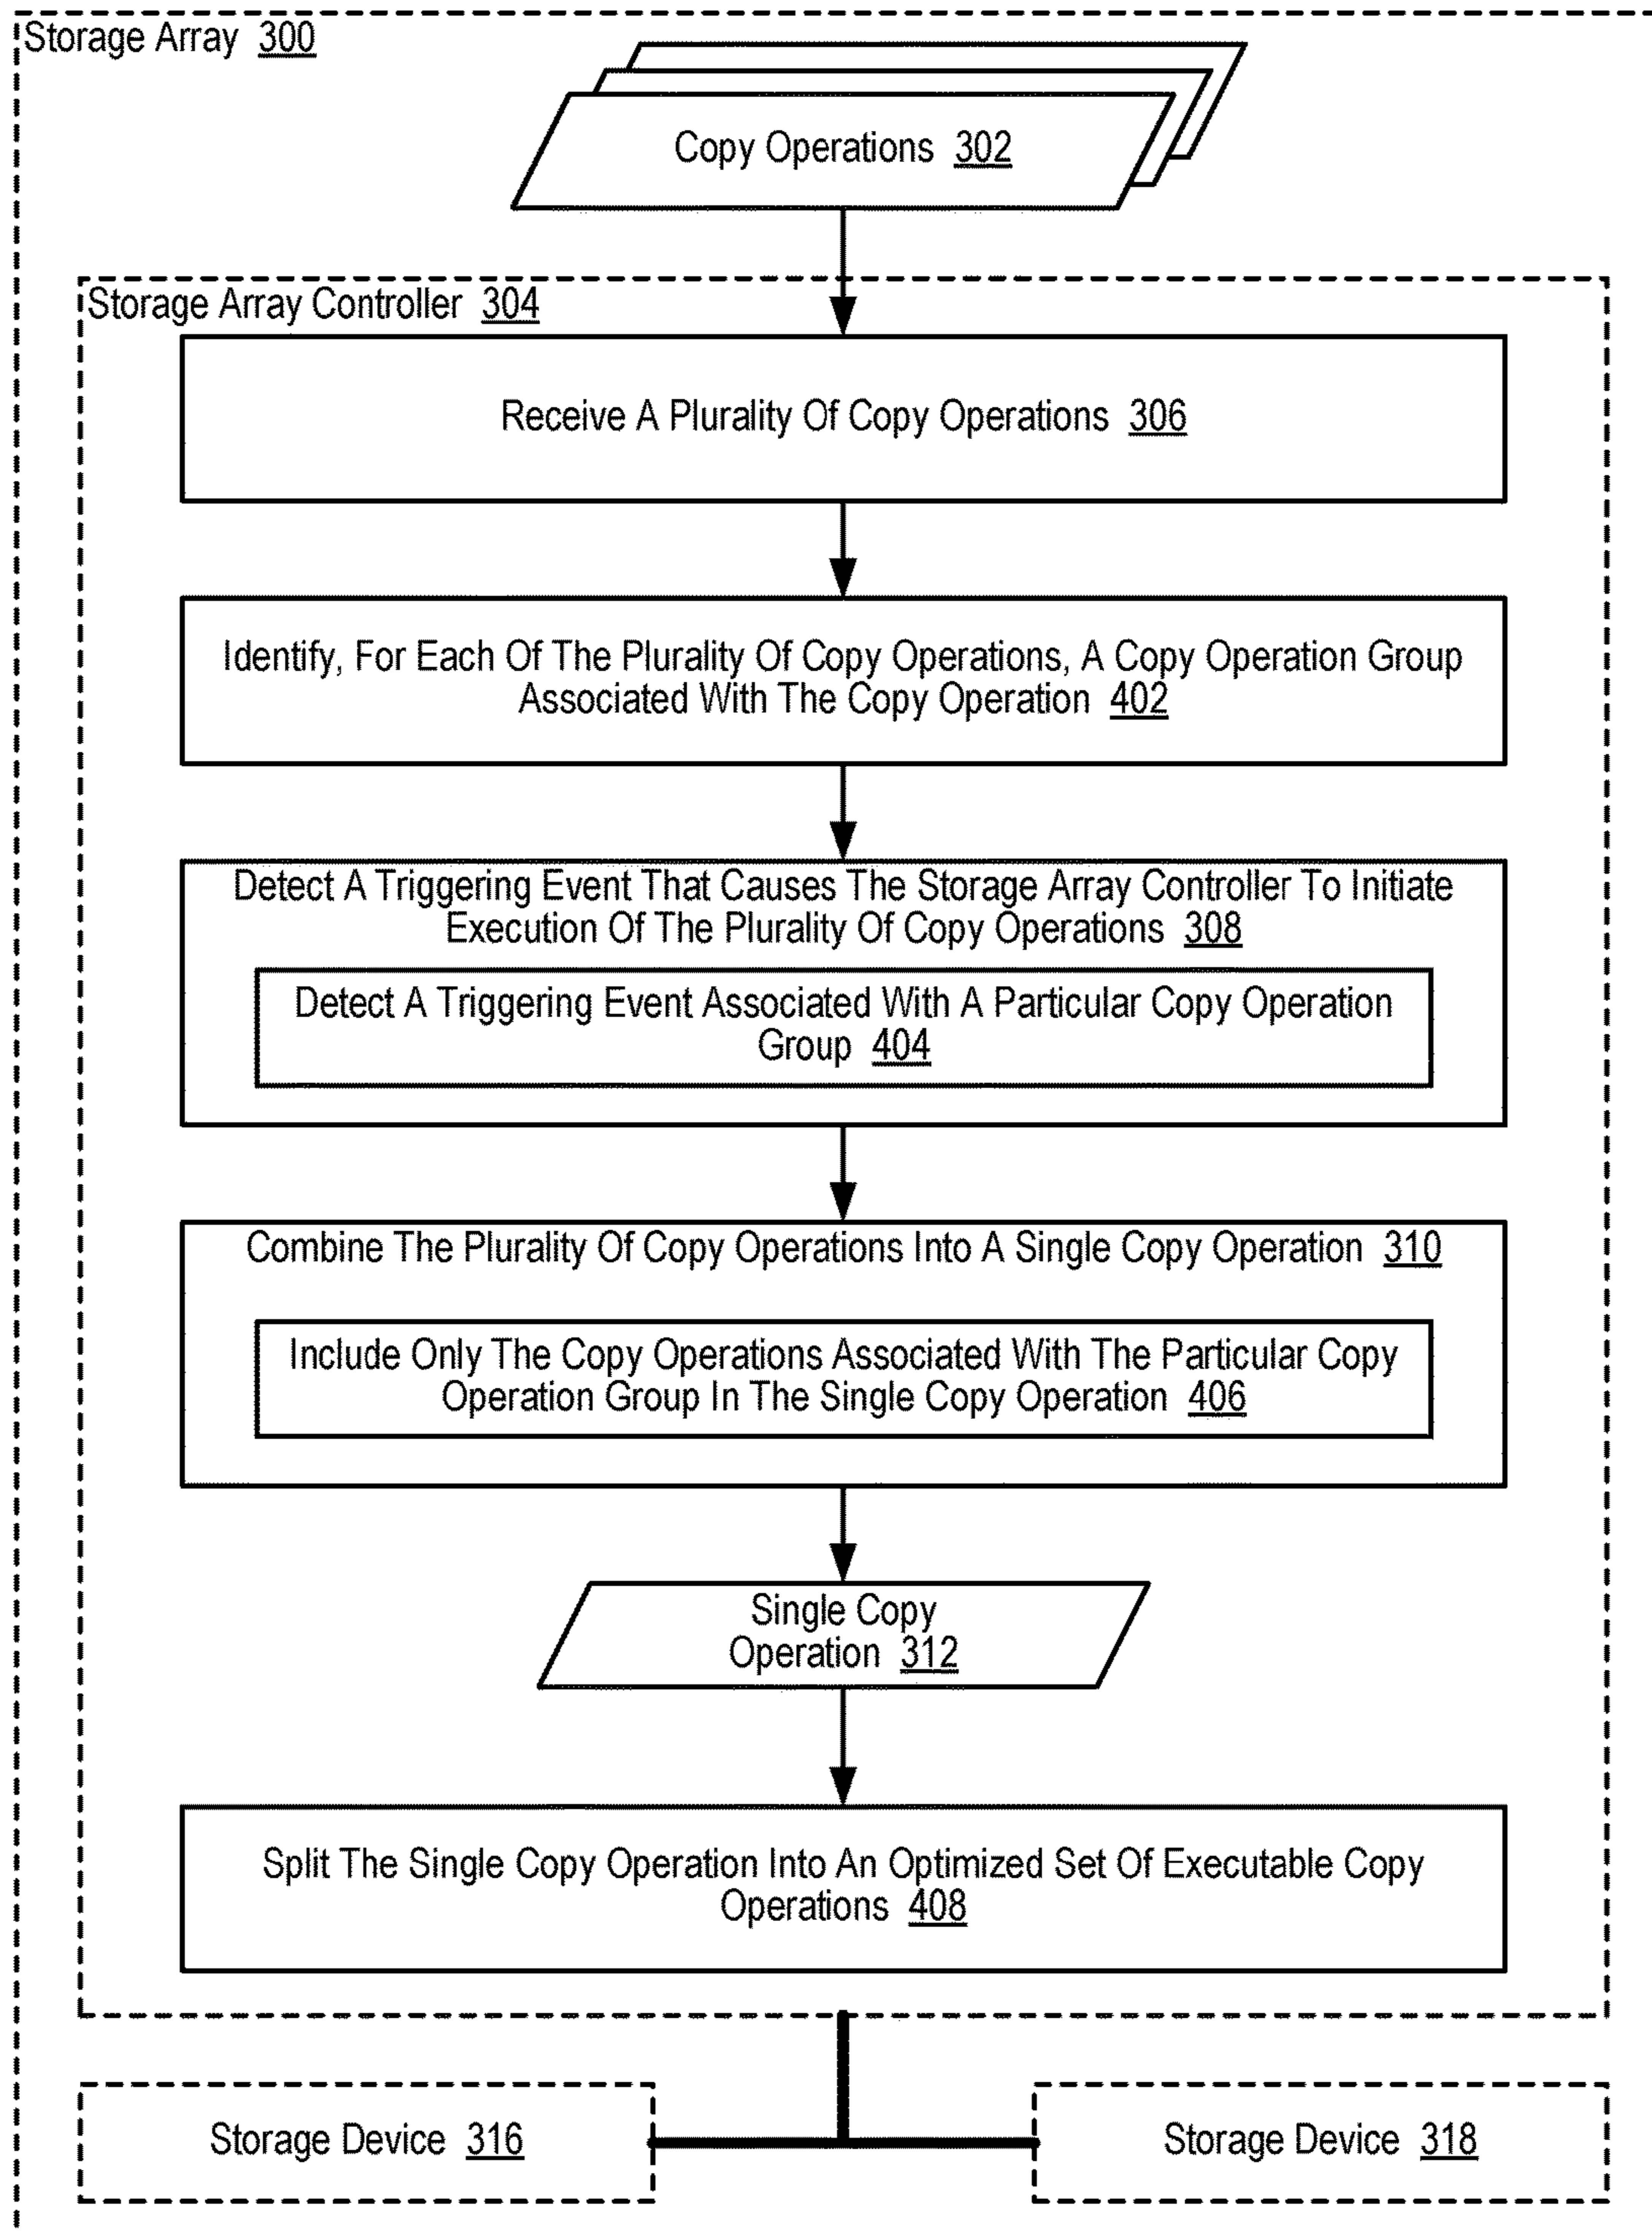 Storage Array 300
Copy Operations 302
Storage Array Controller 304
Receive A Plurality Of Copy Operations 306
Identify, For Each Of The Plurality Of Copy Operations, A Copy Operation Group
Associated With The Copy Operation 402
Detect A Triggering Event That Causes The Storage Array Controller To Initiate
Execution Of The Plurality Of Copy Operations 308
Detect A Triggering Event Associated With A Particular Copy Operation
Group 404
Combine The Plurality Of Copy Operations Into A Single Copy Operation 310
Include Only The Copy Operations Associated With The Particular Copy
Operation Group In The Single Copy Operation 406
Single Copy
Operation 312
Split The Single Copy Operation Into An Optimized Set Of Executable Copy
Operations 408
Storage Device 316
Storage Device 318